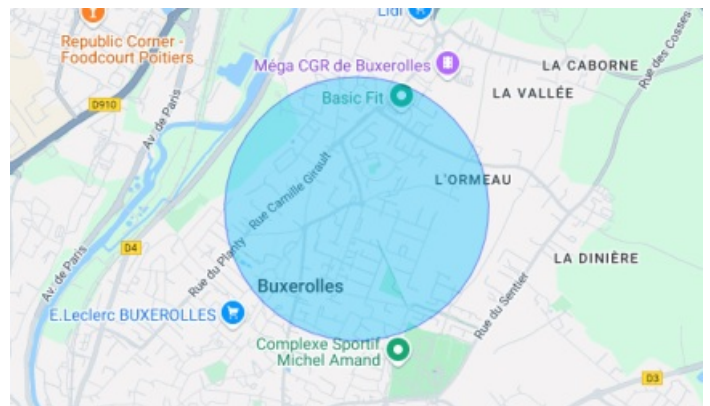 Lidl
Republic Corner -
Foodcourt Poitiers
Méga CGR de Buxerolles
LA CABORNE
Rue des Cosses
D910
Av. de Paris
Basic Fit
LA VALLÉE
Rue Camille Girault
L'ORMEAU
D4
Rue du Planty
Av. de Paris
LA DINIÈRE
Buxerolles
E.Leclerc BUXEROLLES
Rue du Sentier
Complexe Sportif
Michel Amand
D3